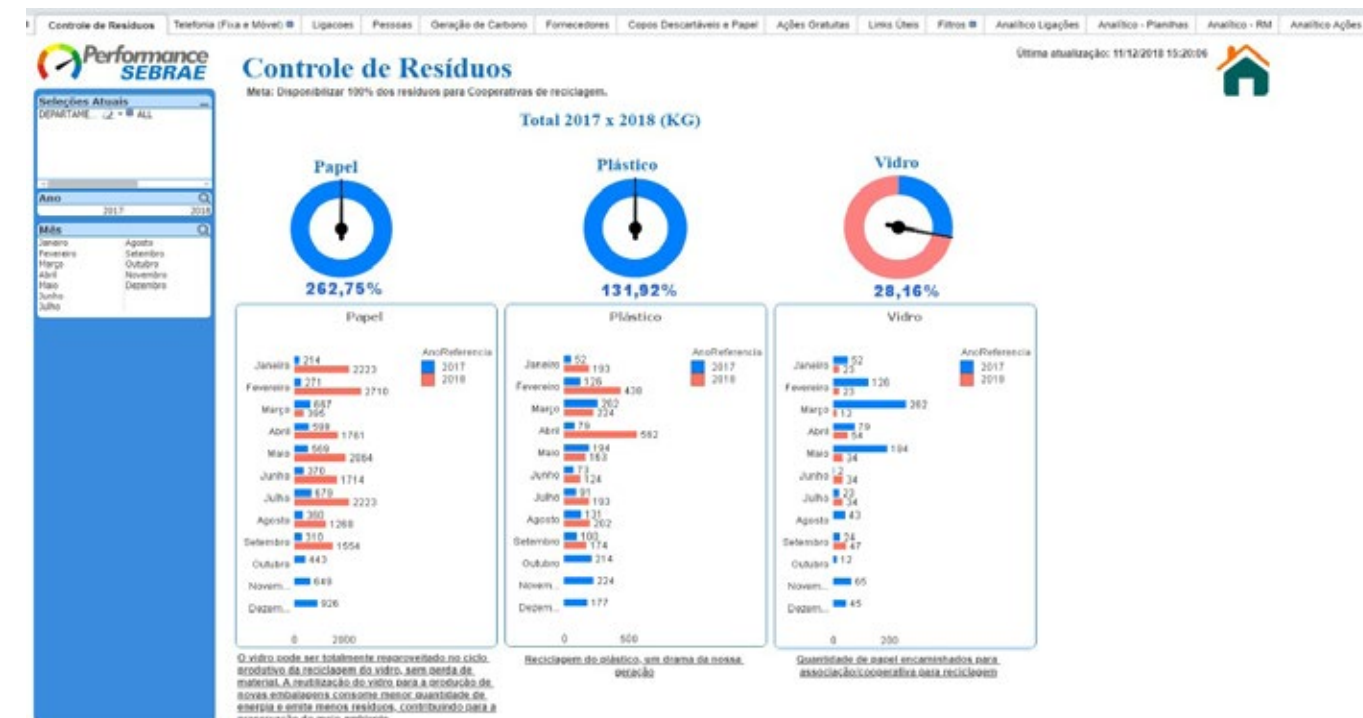 Controle de Resíduos
Telefonia (Fixa e Móvel)
Ligacoes
Pessoas
Geração de Carbono
Fornecedores
Copos Descartáveis e Papel
Ações Gratuitas
Links Úteis
Filtros
Analítico Ligações
Analítico - Planilhas
Analítico - RM
Analítico Ações
Performance
SEBRAE
Controle de Resíduos
Última atualização: 11/12/2018 15:20:06
Meta: Disponibilizar 100% dos resíduos para Cooperativas de reciclagem.
Seleções Atuais
DEPARTAME... ALL
Ano
2017 2018
Mês
Janeiro Agosto
Fevereiro Setembro
Março Outubro
Abril Novembro
Maio Dezembro
Junho
Julho
Total 2017 x 2018 (KG)
Papel
262,75%
Plástico
131,92%
Vidro
28,16%
Papel
AnoReferencia
2017
2018
Janeiro 214 2223
Fevereiro 271 2710
Março 667 395
Abril 599 1761
Maio 569 2064
Junho 370 1714
Julho 679 2223
Agosto 360 1268
Setembro 310 1554
Outubro 443
Novem... 649
Dezem... 926
0 2000
Plástico
AnoReferencia
2017
2018
Janeiro 52 193
Fevereiro 126 438
Março 262 224
Abril 79 562
Maio 194 163
Junho 73 124
Julho 91 193
Agosto 131 202
Setembro 100 174
Outubro 214
Novem... 224
Dezem... 177
0 500
Vidro
AnoReferencia
2017
2018
Janeiro 52 23
Fevereiro 126 23
Março 262 12
Abril 79 54
Maio 194 34
Junho 2 34
Julho 23 34
Agosto 43
Setembro 24 47
Outubro 12
Novem... 65
Dezem... 45
0 200
O vidro pode ser totalmente reaproveitado no ciclo
produtivo da reciclagem do vidro, sem perda de
material. A reutilização do vidro para a produção de
novas embalagens consome menor quantidade de
energia e emite menos resíduos, contribuindo para a
Reciclagem do plástico, um drama da nossa
geração
Quantidade de papel encaminhados para
associação/cooperativa para reciclagem